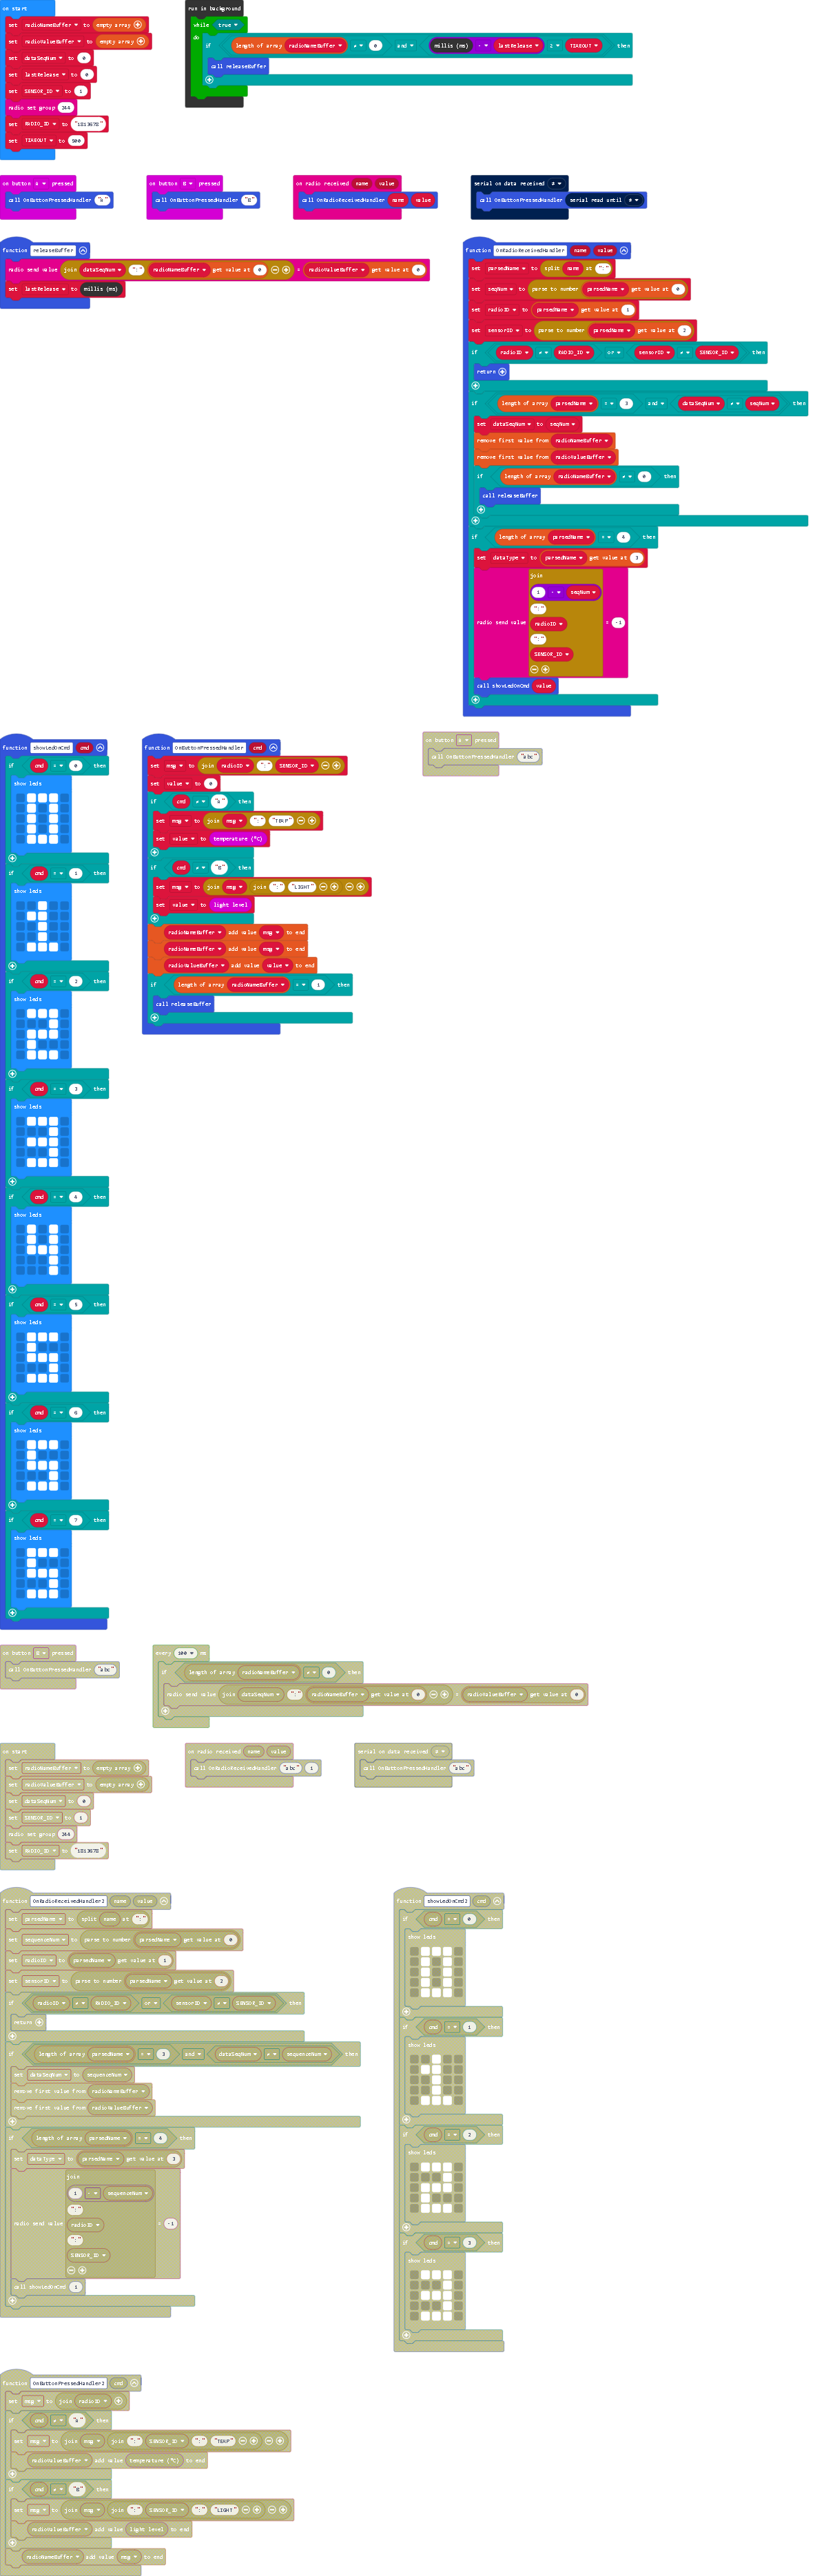 on start
set radioNameBuffer to empty array
set radioValueBuffer to empty array
set dataSeqNum to 0
set lastRelease to 0
set SENSOR_ID to 1
radio set group
set RADIO_ID to
set TIMEOUT to 500
run in background
while true
do
if length of array radioNameBuffer ≠ 0 and millis (ms) - lastRelease ≥ TIMEOUT then
call releaseBuffer
on button A pressed
call OnButtonPressedHandler "A"
on button B pressed
call OnButtonPressedHandler "B"
on radio received name value
call OnRadioReceivedHandler name value
serial on data received #
call OnButtonPressedHandler serial read until #
function releaseBuffer
radio send value join dataSeqNum ":" radioNameBuffer get value at 0 = radioValueBuffer get value at 0
set lastRelease to millis (ms)
function OnRadioReceivedHandler name value
set parsedName to split name at ":"
set seqNum to parse to number parsedName get value at 0
set radioID to parsedName get value at 1
set sensorID to parse to number parsedName get value at 2
if radioID ≠ RADIO_ID or sensorID ≠ SENSOR_ID then
return
if length of array parsedName = 3 and dataSeqNum ≠ seqNum then
set dataSeqNum to seqNum
remove first value from radioNameBuffer
remove first value from radioValueBuffer
if length of array radioNameBuffer ≠ 0 then
call releaseBuffer
if length of array parsedName = 4 then
set dataType to parsedName get value at 3
join
1 - seqNum
":"
radioID
radio send value = -1
":"
SENSOR_ID
call showLedOnCmd value
function showLedOnCmd cmd
if cmd = 0 then
show leds
if cmd = 1 then
show leds
if cmd = 2 then
show leds
if cmd = 3 then
show leds
if cmd = 4 then
show leds
if cmd = 5 then
show leds
if cmd = 6 then
show leds
if cmd = 7 then
show leds
function OnButtonPressedHandler cmd
set msg to join radioID ":" SENSOR_ID
set value to 0
if cmd = "A" then
set msg to join msg ":" "TEMP"
set value to temperature (°C)
if cmd = "B" then
set msg to join msg join ":" "LIGHT"
set value to light level
radioNameBuffer add value msg to end
radioNameBuffer add value msg to end
radioValueBuffer add value value to end
if length of array radioNameBuffer = 1 then
call releaseBuffer
on button A pressed
call OnButtonPressedHandler "abc"
on button B pressed
call OnButtonPressedHandler "abc"
every ms
if length of array radioNameBuffer ≠ 0 then
radio send value join dataSeqNum ":" radioNameBuffer get value at 0 = radioValueBuffer get value at 0
on start
set radioNameBuffer to empty array
set radioValueBuffer to empty array
set dataSeqNum to 0
set SENSOR_ID to 1
radio set group
set RADIO_ID to
on radio received name value
call OnRadioReceivedHandler "abc" 1
serial on data received #
call OnButtonPressedHandler "abc"
function OnRadioReceivedHandler2 name value
set parsedName to split name at ":"
set sequenceNum to parse to number parsedName get value at 0
set radioID to parsedName get value at 1
set sensorID to parse to number parsedName get value at 2
if radioID ≠ RADIO_ID or sensorID ≠ SENSOR_ID then
return
if length of array parsedName = 3 and dataSeqNum ≠ sequenceNum then
set dataSeqNum to sequenceNum
remove first value from radioNameBuffer
remove first value from radioValueBuffer
if length of array parsedName = 4 then
set dataType to parsedName get value at 3
join
1 - sequenceNum
":"
radio send value radioID = -1
":"
SENSOR_ID
call showLedOnCmd 1
function showLedOnCmd2 cmd
if cmd = 0 then
show leds
if cmd = 1 then
show leds
if cmd = 2 then
show leds
if cmd = 3 then
show leds
function OnButtonPressedHandler2 cmd
set msg to join radioID
if cmd = "A" then
set msg to join msg join ":" SENSOR_ID ":" "TEMP"
radioValueBuffer add value temperature (°C) to end
if cmd = "B" then
set msg to join msg join ":" SENSOR_ID ":" "LIGHT"
radioValueBuffer add value light level to end
radioNameBuffer add value msg to end